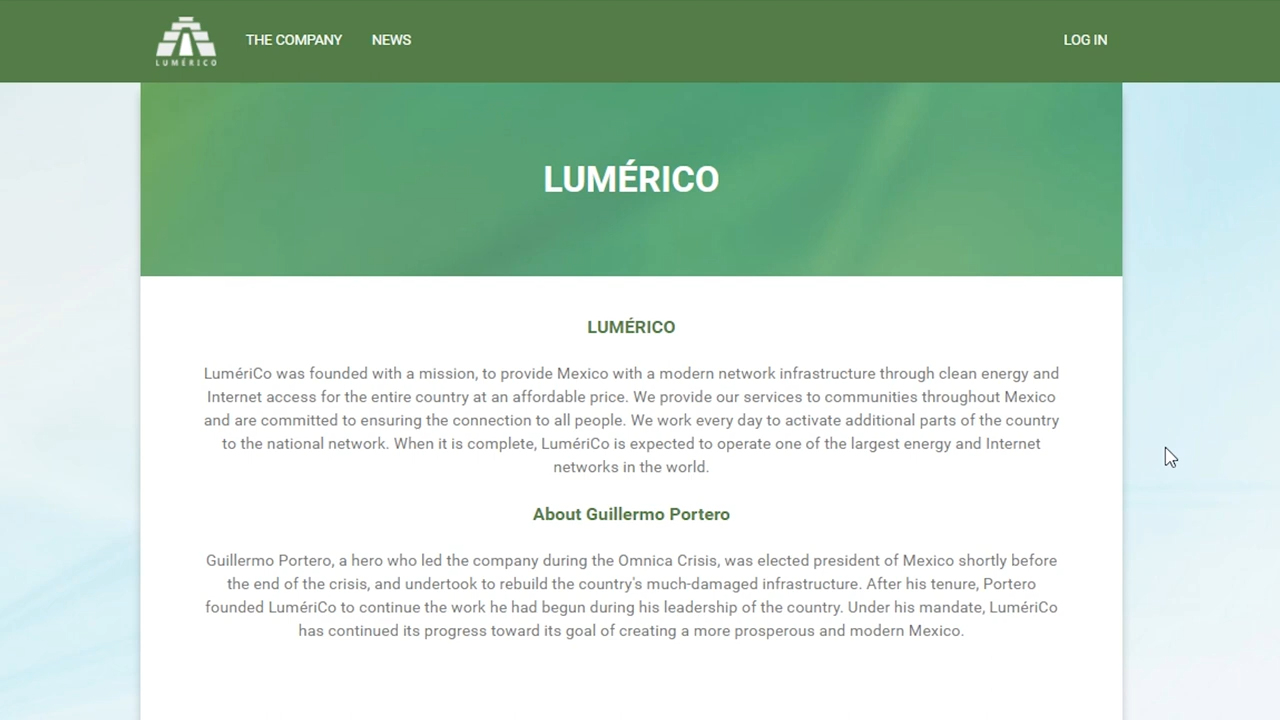 LUMÉRICO
THE COMPANY
NEWS
LOG IN
LUMÉRICO
LUMÉRICO
LumériCo was founded with a mission, to provide Mexico with a modern network infrastructure through clean energy and
Internet access for the entire country at an affordable price. We provide our services to communities throughout Mexico
and are committed to ensuring the connection to all people. We work every day to activate additional parts of the country
to the national network. When it is complete, LumériCo is expected to operate one of the largest energy and Internet
networks in the world.
About Guillermo Portero
Guillermo Portero, a hero who led the company during the Omnica Crisis, was elected president of Mexico shortly before
the end of the crisis, and undertook to rebuild the country's much-damaged infrastructure. After his tenure, Portero
founded LumériCo to continue the work he had begun during his leadership of the country. Under his mandate, LumériCo
has continued its progress toward its goal of creating a more prosperous and modern Mexico.